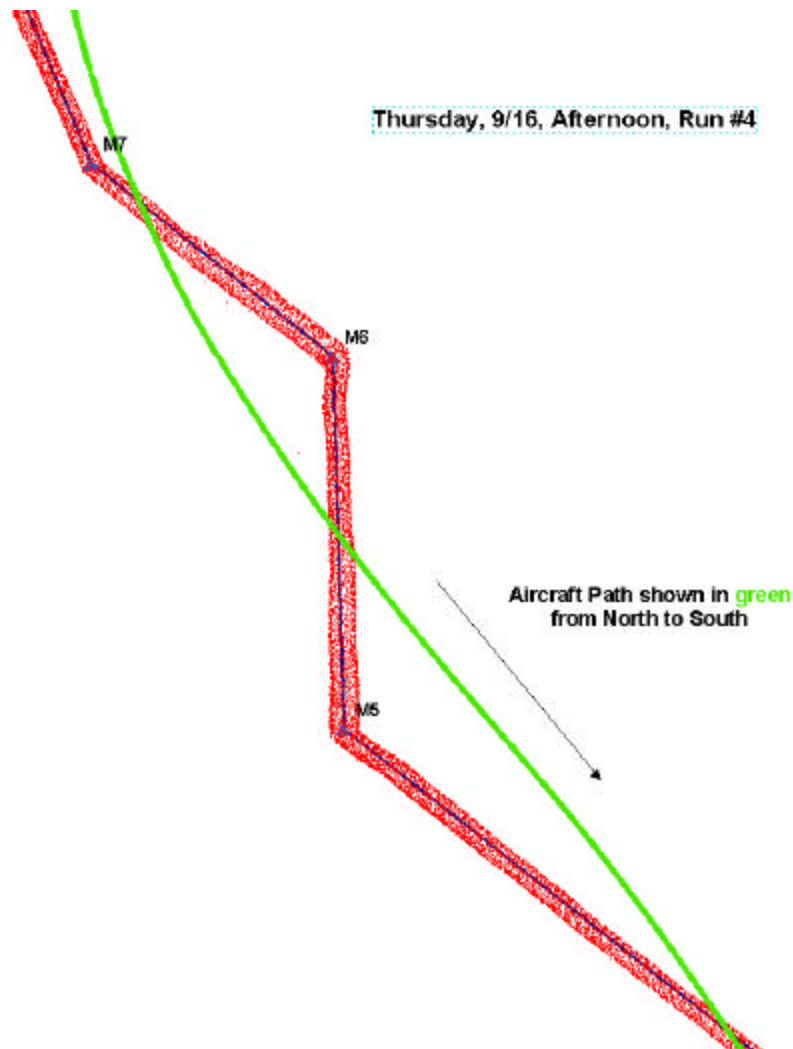 Thursday, 9/16, Afternoon, Run #4
M7
M6
Aircraft Path shown in green
from North to South
M5